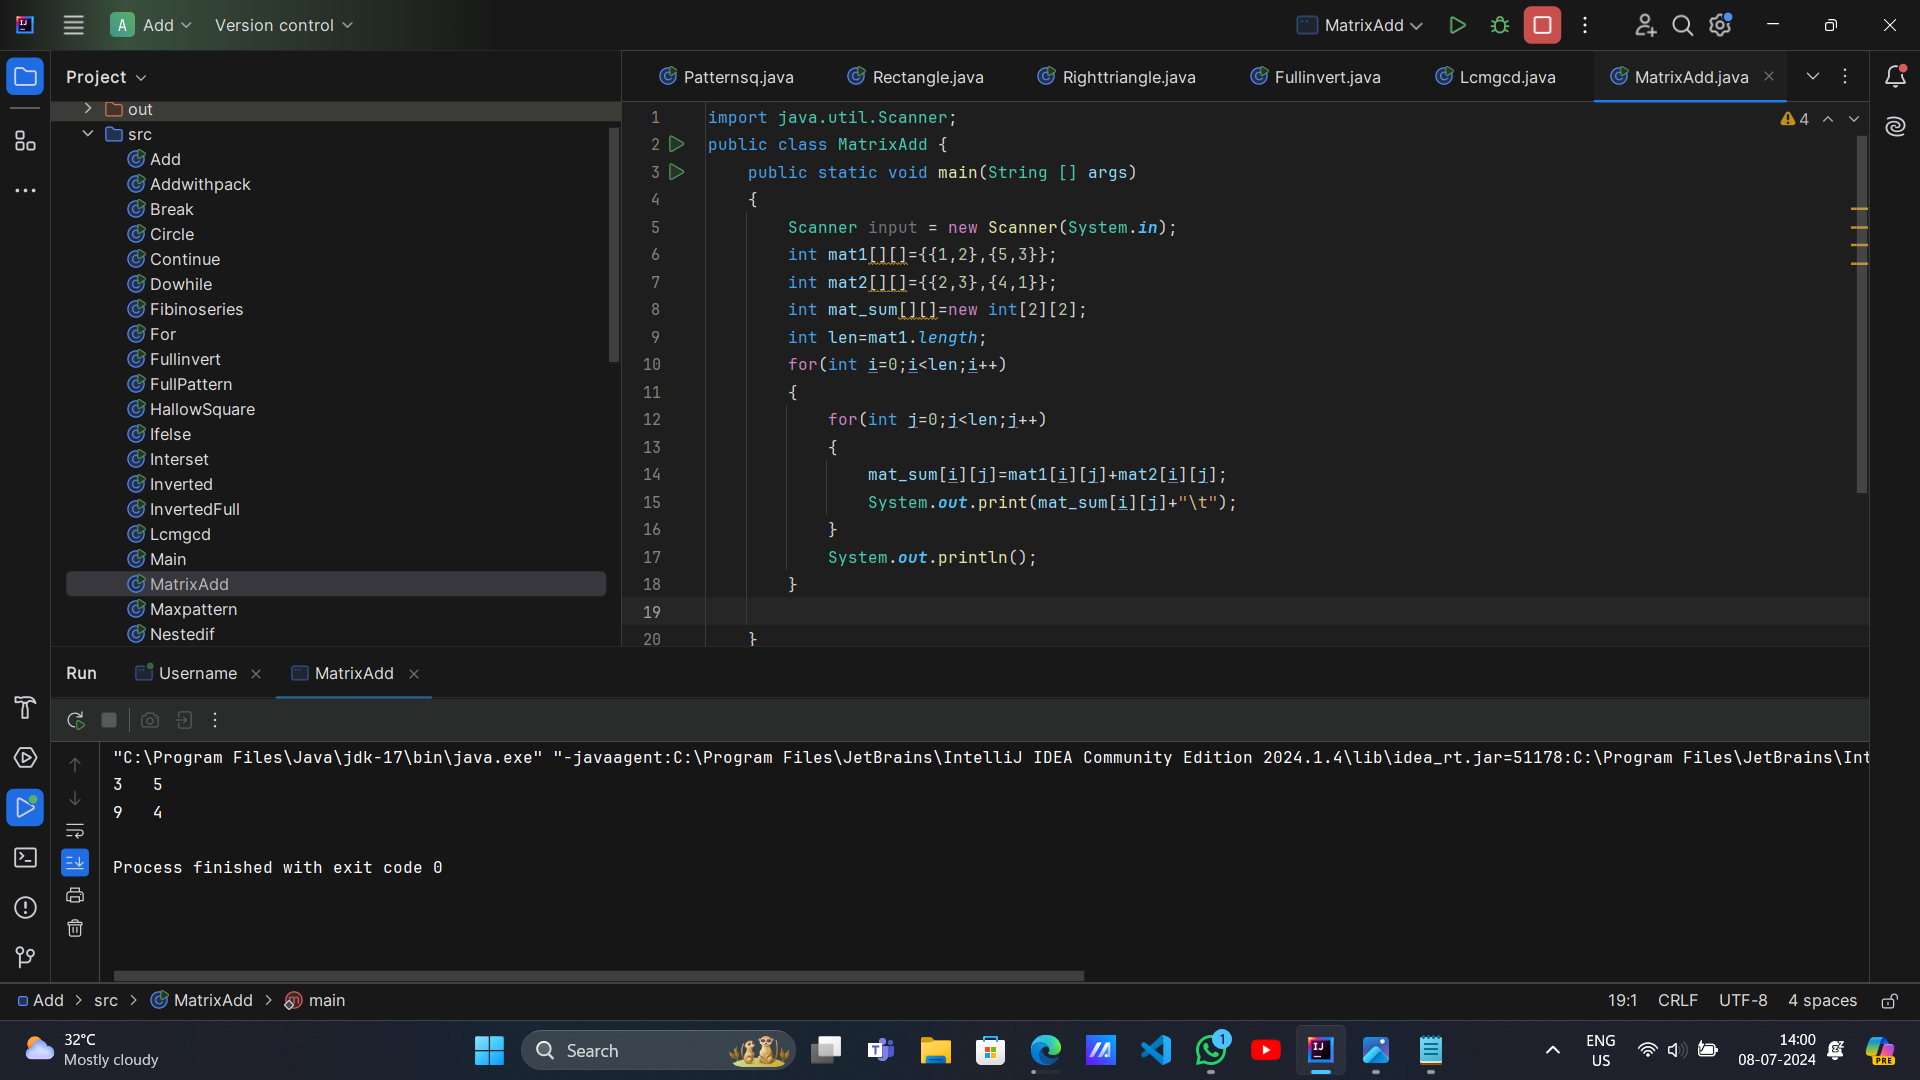 A Add Version control MatrixAdd
Project
Patternsq.java Rectangle.java Righttriangle.java Fullinvert.java Lcmgcd.java MatrixAdd.java
out
src
Add
Addwithpack
Break
Circle
Continue
Dowhile
Fibinoseries
For
Fullinvert
FullPattern
HallowSquare
Ifelse
Interset
Inverted
InvertedFull
Lcmgcd
Main
MatrixAdd
Maxpattern
Nestedif
4
1 import java.util.Scanner;
2 public class MatrixAdd {
3 public static void main(String [] args)
4 {
5 Scanner input = new Scanner(System.in);
6 int mat1[][]={{1,2},{5,3}};
7 int mat2[][]={{2,3},{4,1}};
8 int mat_sum[][]=new int[2][2];
9 int len=mat1.length;
10 for(int i=0;i<len;i++)
11 {
12 for(int j=0;j<len;j++)
13 {
14 mat_sum[i][j]=mat1[i][j]+mat2[i][j];
15 System.out.print(mat_sum[i][j]+"\t");
16 }
17 System.out.println();
18 }
19
20 }
Run Username MatrixAdd
"C:\Program Files\Java\jdk-17\bin\java.exe" "-javaagent:C:\Program Files\JetBrains\IntelliJ IDEA Community Edition 2024.1.4\lib\idea_rt.jar=51178:C:\Program Files\JetBrains\Int
3 5
9 4
Process finished with exit code 0
Add > src > MatrixAdd > main 19:1 CRLF UTF-8 4 spaces
32°C
Mostly cloudy
Search
1
ENG
US
14:00
08-07-2024
PRE